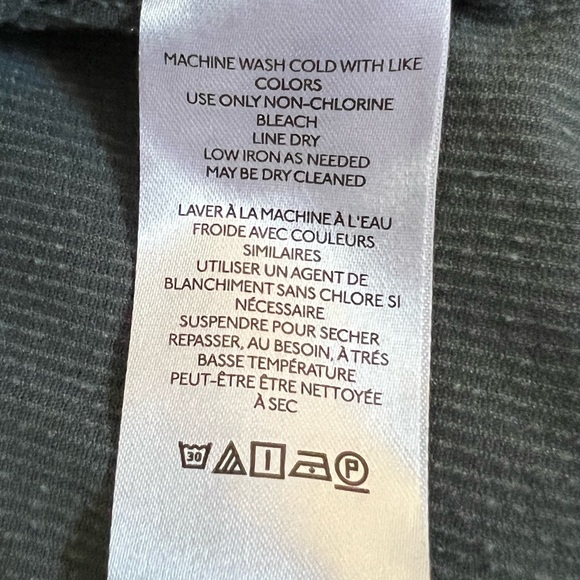 MACHINE WASH COLD WITH LIKE
COLORS
USE ONLY NON-CHLORINE
BLEACH
LINE DRY
LOW IRON AS NEEDED
MAY BE DRY CLEANED
LAVER À LA MACHINE À L'EAU
FROIDE AVEC COULEURS
SIMILAIRES
UTILISER UN AGENT DE
BLANCHIMENT SANS CHLORE SI
NÉCESSAIRE
SUSPENDRE POUR SECHER
REPASSER, AU BESOIN, À TRÉS
BASSE TEMPÉRATURE
PEUT-ÊTRE ÊTRE NETTOYÉE
À SEC
30 P